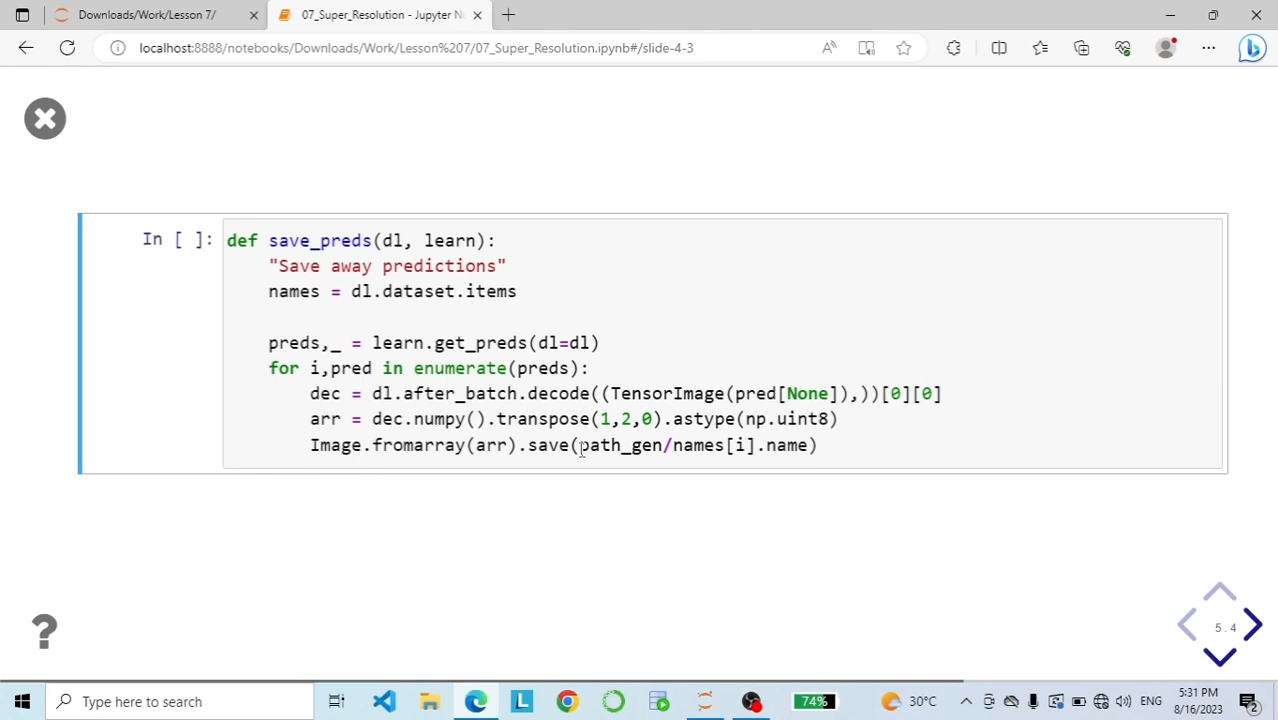 Downloads/Work/Lesson 7/
07_Super_Resolution - Jupyter No
localhost:8888/notebooks/Downloads/Work/Lesson%207/07_Super_Resolution.ipynb#/slide-4-3
In [ ]:
def save_preds(dl, learn):
"Save away predictions"
names = dl.dataset.items
preds,_ = learn.get_preds(dl=dl)
for i,pred in enumerate(preds):
dec = dl.after_batch.decode((TensorImage(pred[None]),))[0][0]
arr = dec.numpy().transpose(1,2,0).astype(np.uint8)
Image.fromarray(arr).save(path_gen/names[i].name)
?
5.4
Type here to search
74%
30°C
ENG
5:31 PM
8/16/2023
2